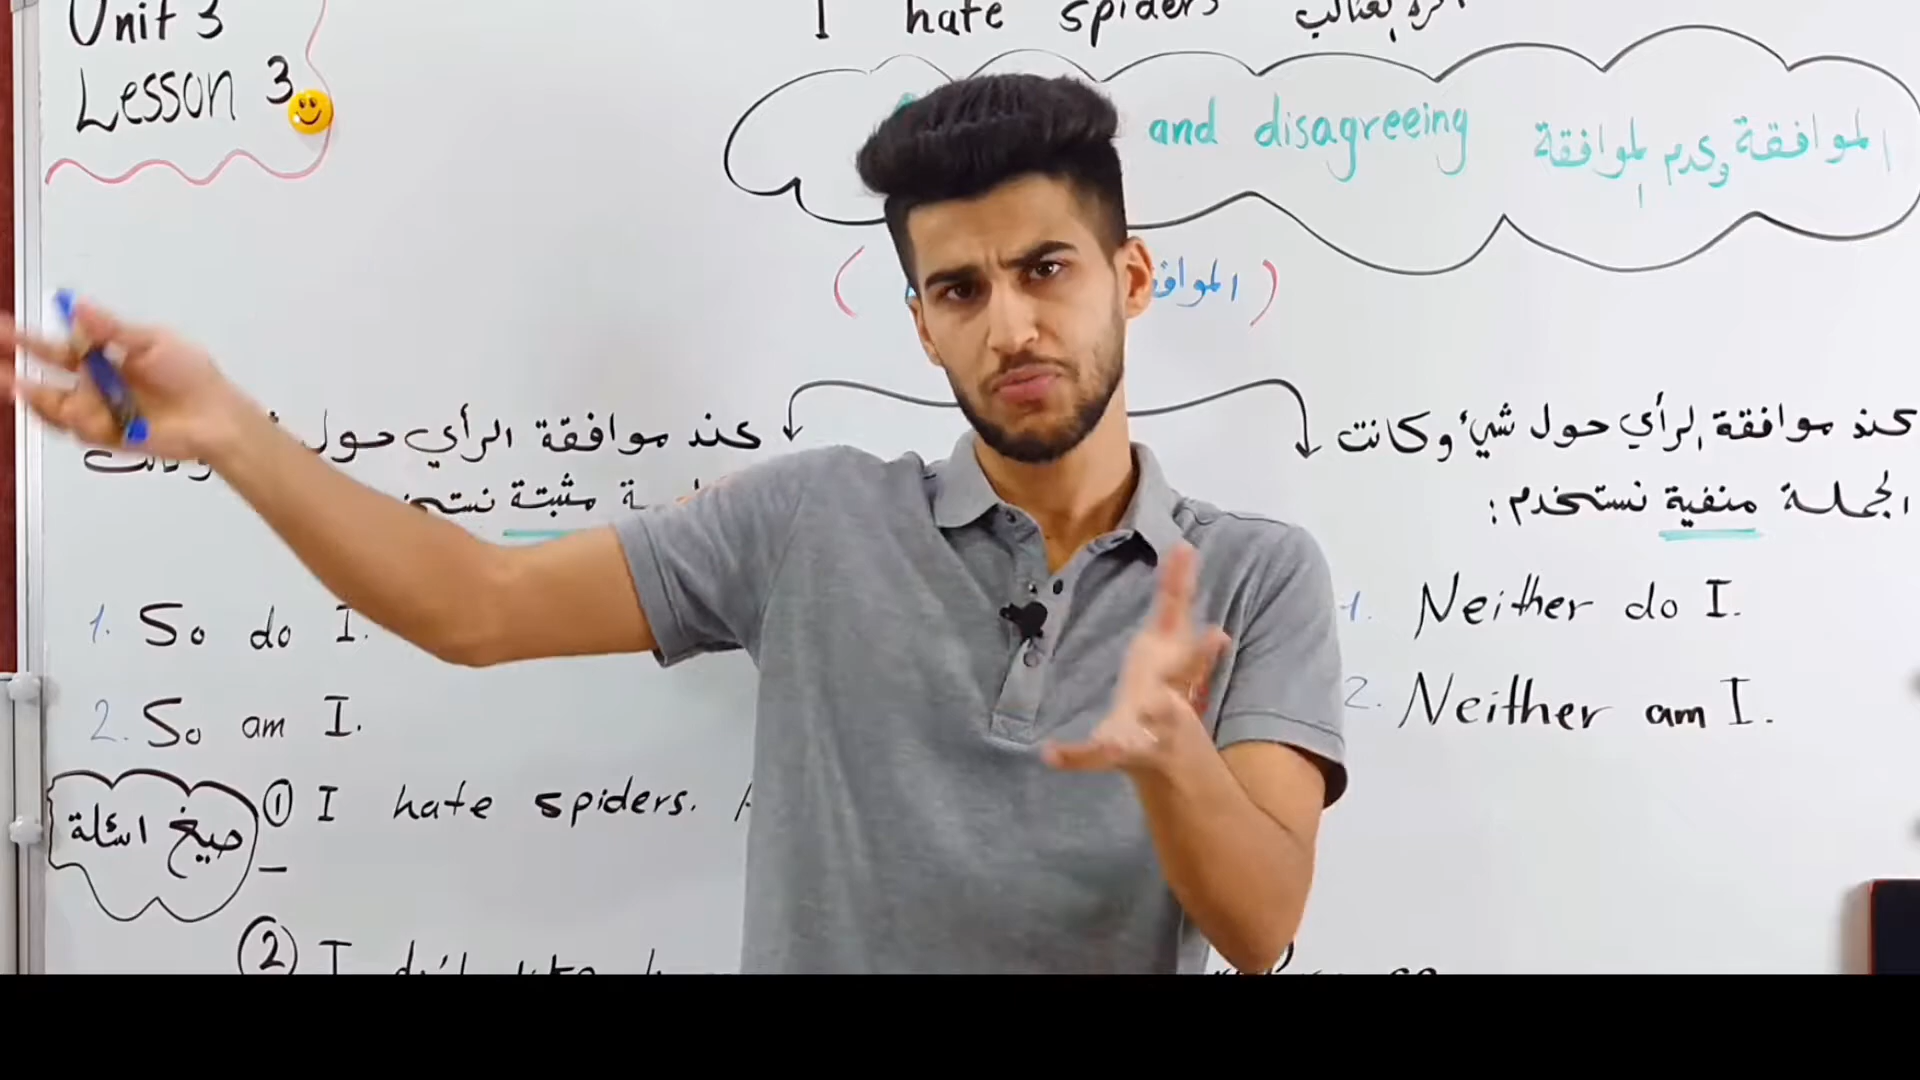 Unit 3
Lesson 3
I hate spiders
and disagreeing الموافقة وعدم الموافقة
عند موافقة الرأي حول
مثبتة
1. So do I.
2. So am I.
عند موافقة الرأي حول شيء وكانت
الجملة منفية نستخدم:
1. Neither do I.
2. Neither am I.
صيغ اسئلة
① I hate spiders.
② I